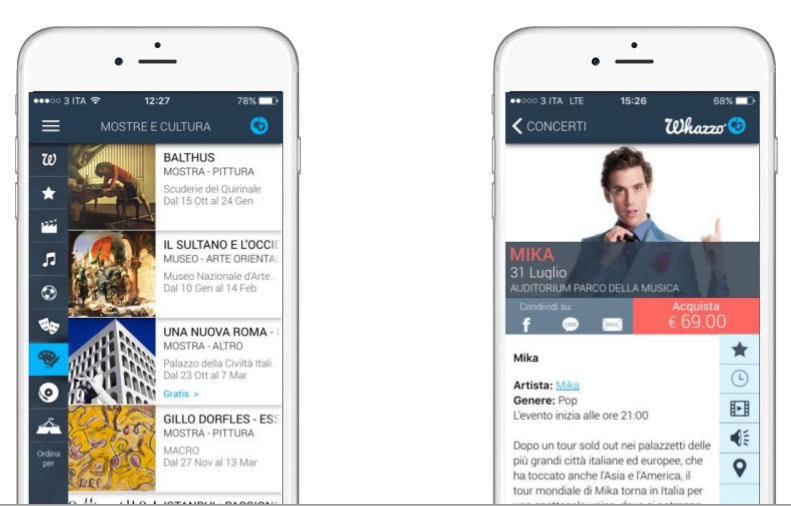 3 ITA 12:27 78%
MOSTRE E CULTURA
W
BALTHUS
MOSTRA - PITTURA
Scuderie del Quirinale
Dal 15 Ott al 24 Gen
IL SULTANO E L'OCCI
MUSEO - ARTE ORIENTA
Museo Nazionale d'Arte...
Dal 10 Gen al 14 Feb
UNA NUOVA ROMA -
MOSTRA - ALTRO
Palazzo della Civiltà Itali...
Dal 23 Ott al 7 Mar
Gratis >
GILLO DORFLES - ES
MOSTRA - PITTURA
MACRO
Dal 27 Nov al 13 Mar
Ordina
per
ISTANBUL - PASSION
3 ITA LTE 15:26 68%
CONCERTI Whazzo
MIKA
31 Luglio
AUDITORIUM PARCO DELLA MUSICA
Condividi su:
f SMS MAIL
Acquista
€ 69.00
Mika
Artista: Mika
Genere: Pop
L'evento inizia alle ore 21:00
Dopo un tour sold out nei palazzetti delle
più grandi città italiane ed europee, che
ha toccato anche l'Asia e l'America, il
tour mondiale di Mika torna in Italia per